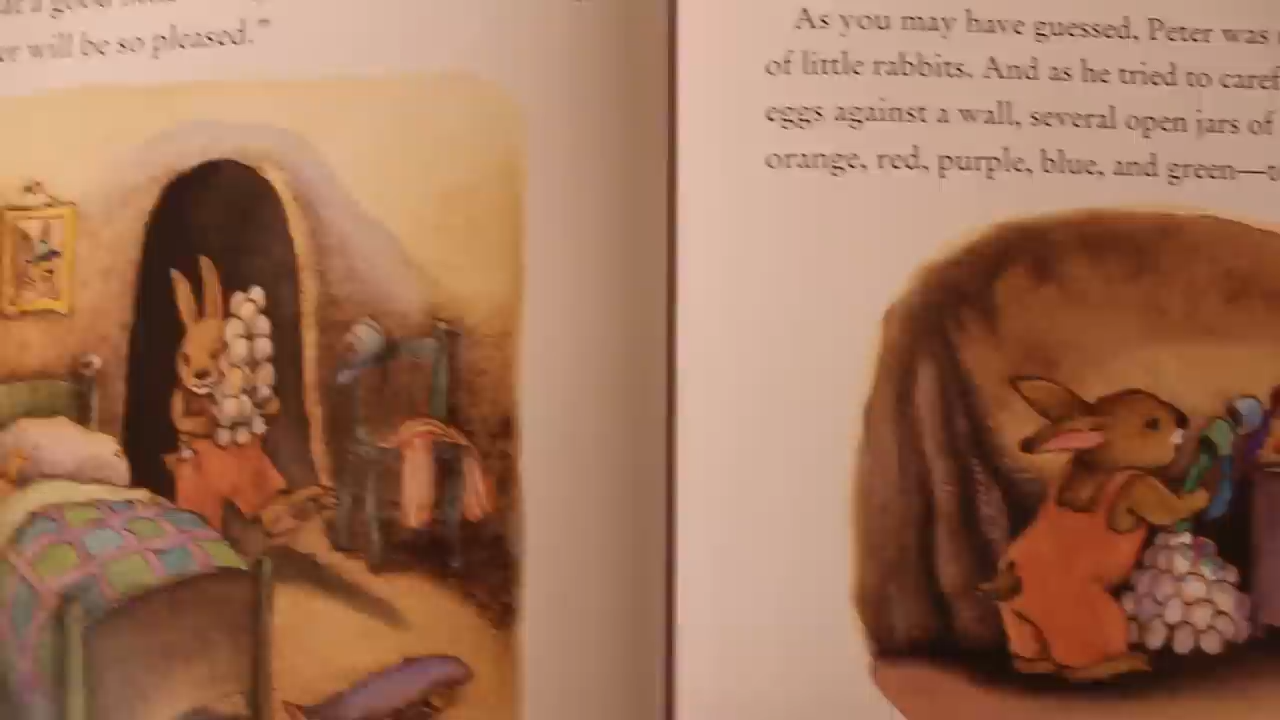 er will be so pleased."
As you may have guessed, Peter was
of little rabbits. And as he tried to caref
eggs against a wall, several open jars of
orange, red, purple, blue, and green—